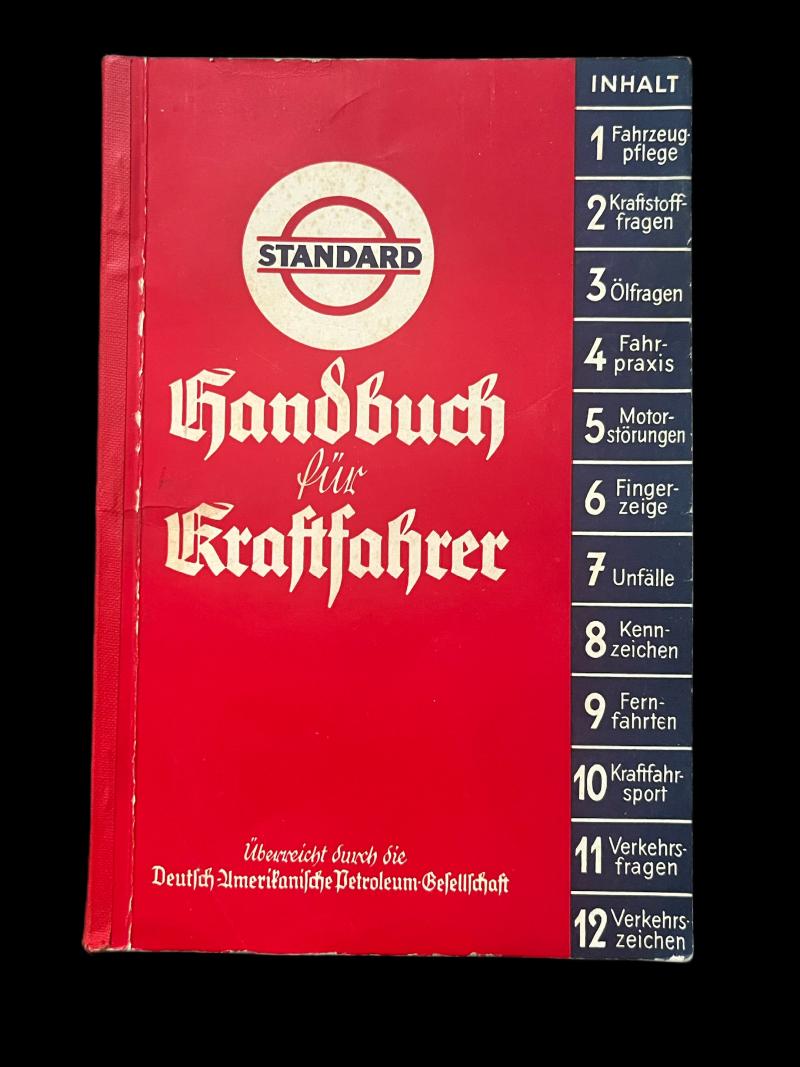 STANDARD
Handbuch
für
Kraftfahrer
Überreicht durch die
Deutsch-Amerikanische Petroleum-Gesellschaft
INHALT
1 Fahrzeug-
pflege
2 Kraftstoff-
fragen
3 Ölfragen
4 Fahr-
praxis
5 Motor-
störungen
6 Finger-
zeige
7 Unfälle
8 Kenn-
zeichen
9 Fern-
fahrten
10 Kraftfahr-
sport
11 Verkehrs-
fragen
12 Verkehrs-
zeichen